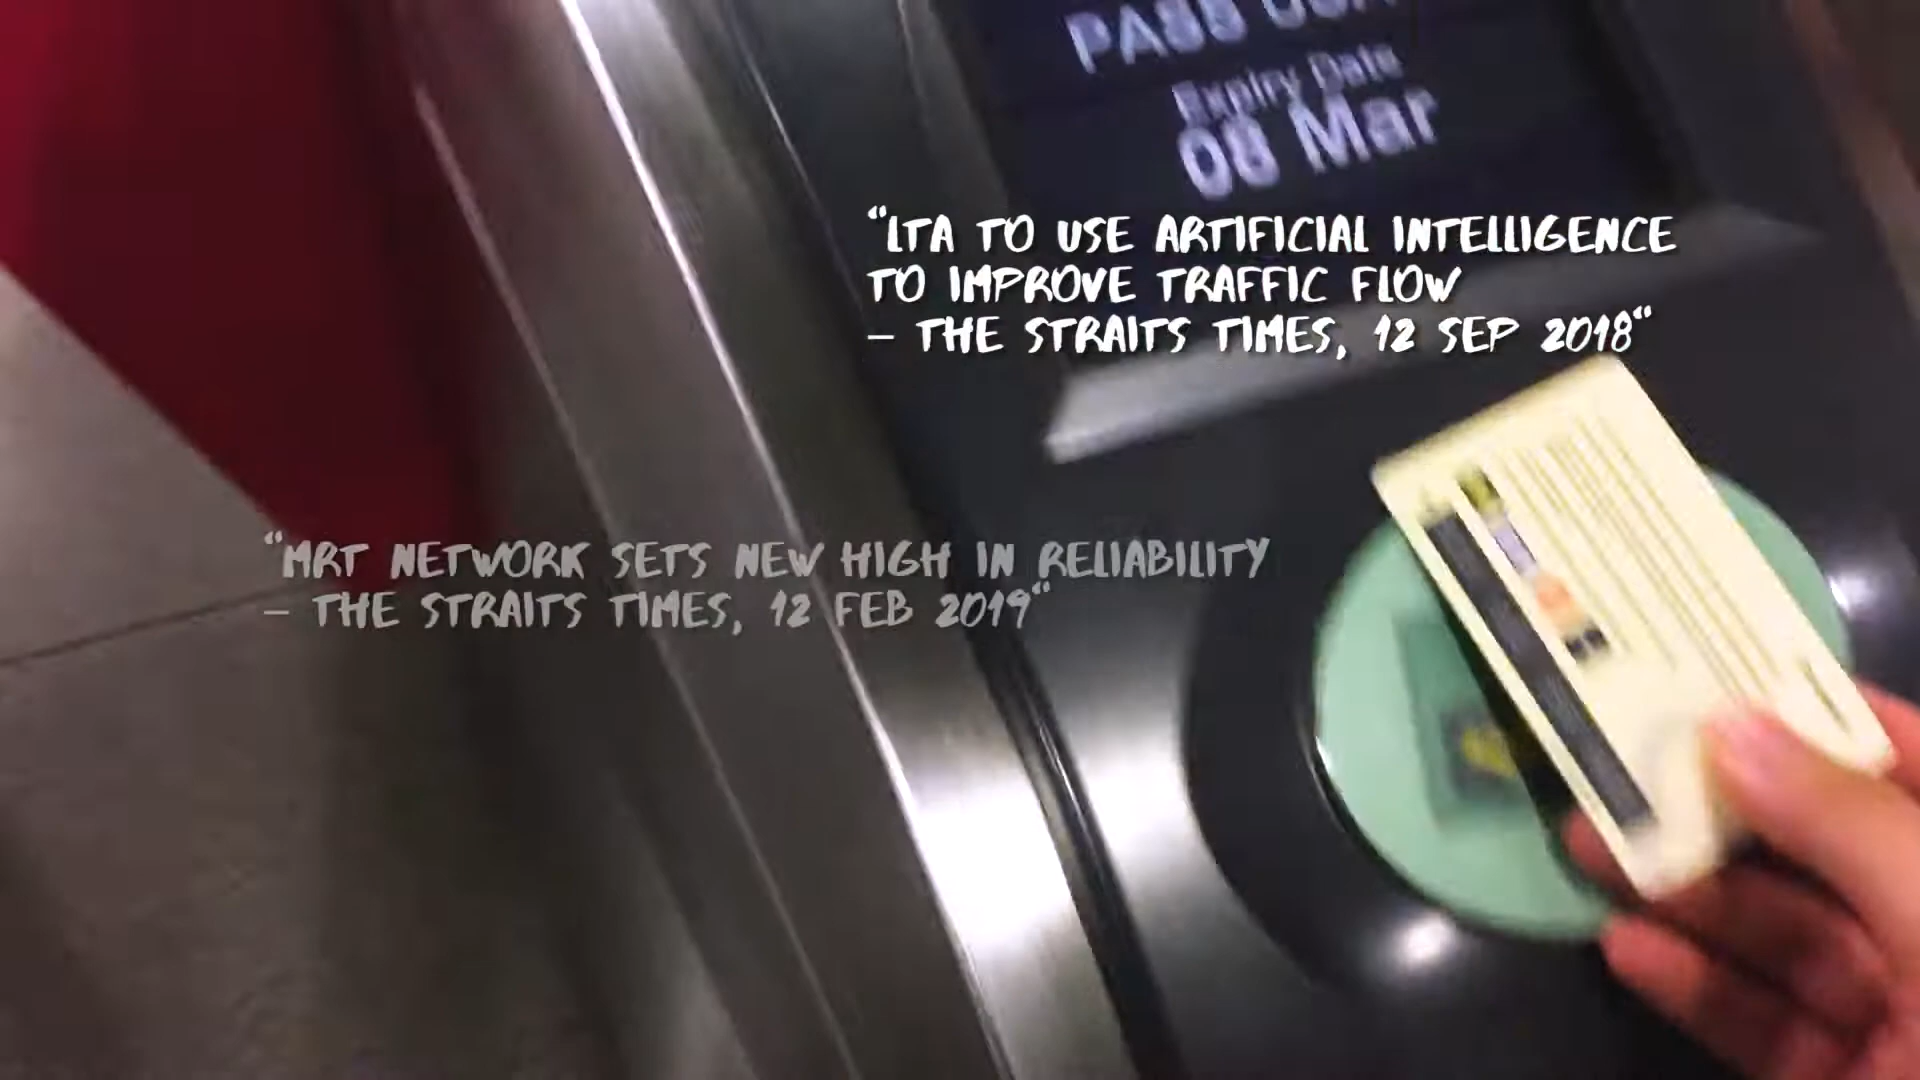 PASS
Expiry Date
08 Mar
“LTA TO USE ARTIFICIAL INTELLIGENCE
TO IMPROVE TRAFFIC FLOW
– THE STRAITS TIMES, 12 SEP 2018“
“MRT NETWORK SETS NEW HIGH IN RELIABILITY
– THE STRAITS TIMES, 12 FEB 2019“